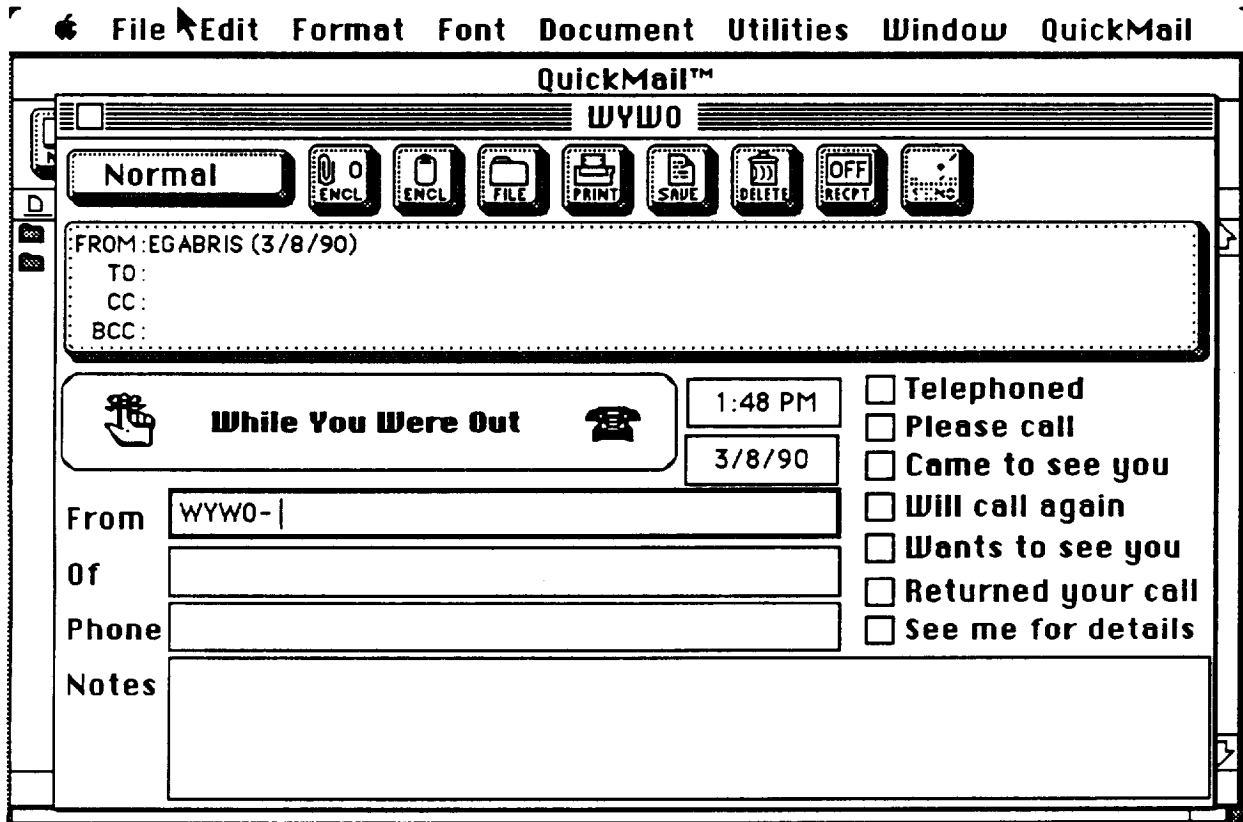 File Edit Format Font Document Utilities Window QuickMail
QuickMail™
WYWO
Normal
0
ENCL ENCL FILE PRINT SAVE DELETE OFF RECPT
FROM:EGABRIS (3/8/90)
TO:
CC:
BCC:
While You Were Out
1:48 PM
3/8/90
Telephoned
Please call
Came to see you
Will call again
Wants to see you
Returned your call
See me for details
From WYWO-
Of
Phone
Notes